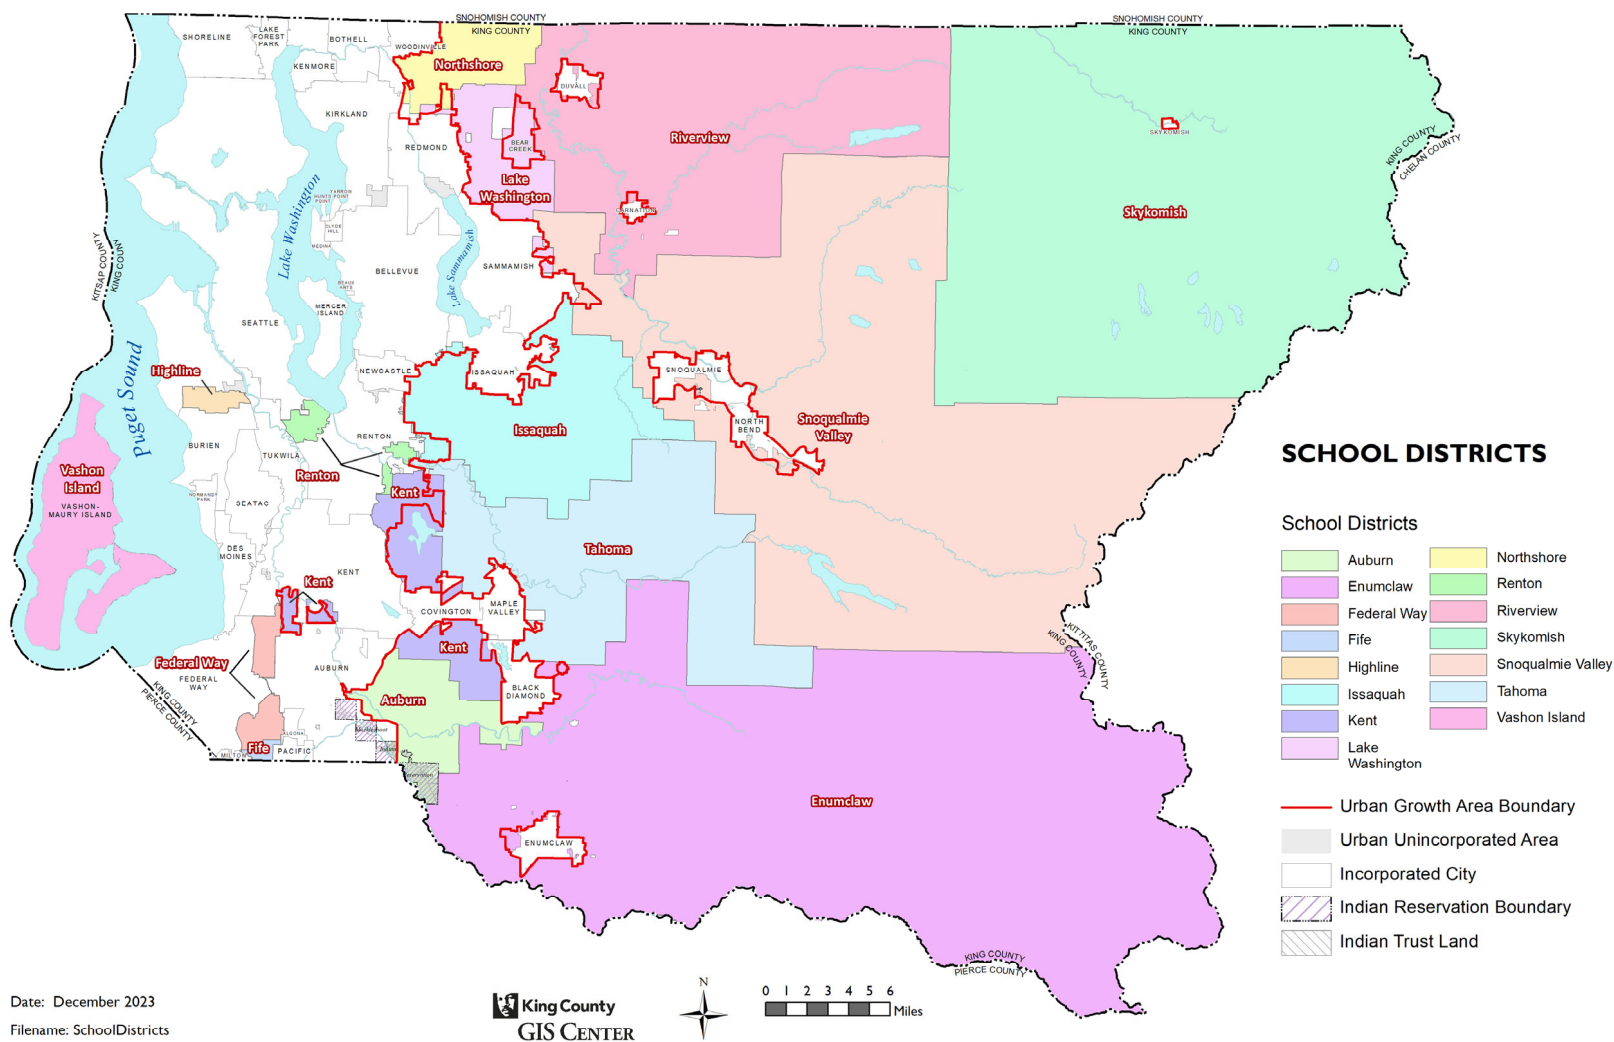 SNOHOMISH COUNTY
KING COUNTY
SNOHOMISH COUNTY
KING COUNTY
SHORELINE
LAKE
FOREST
PARK
BOTHELL
WOODINVILLE
KENMORE
Northshore
DUVALL
KIRKLAND
Riverview
SKYKOMISH
REDMOND
BEAR
CREEK
KING COUNTY
CHELAN COUNTY
Lake
Washington
YARROW
POINT
HUNTS POINT
Lake Washington
CARNATION
Skykomish
CLYDE
HILL
MEDINA
KITSAP COUNTY
KING COUNTY
BELLEVUE
Lake Sammamish
SAMMAMISH
BEAUX
ARTS
MERCER
ISLAND
SEATTLE
Puget Sound
Highline
NEWCASTLE
ISSAQUAH
SNOQUALMIE
Snoqualmie
Valley
NORTH
BEND
Issaquah
RENTON
BURIEN
TUKWILA
Renton
Vashon
Island
VASHON-
MAURY ISLAND
NORMANDY
PARK
SEATAC
Kent
Tahoma
DES
MOINES
KENT
Kent
COVINGTON
MAPLE
VALLEY
Kent
KITTITAS COUNTY
KING COUNTY
Federal Way
FEDERAL
WAY
AUBURN
BLACK
DIAMOND
Auburn
KING COUNTY
PIERCE COUNTY
Muckleshoot
Indian
Reservation
ALGONA
Fife
MILTON
PACIFIC
Enumclaw
ENUMCLAW
KING COUNTY
PIERCE COUNTY
SCHOOL DISTRICTS
School Districts
Auburn
Enumclaw
Federal Way
Fife
Highline
Issaquah
Kent
Lake
Washington
Northshore
Renton
Riverview
Skykomish
Snoqualmie Valley
Tahoma
Vashon Island
Urban Growth Area Boundary
Urban Unincorporated Area
Incorporated City
Indian Reservation Boundary
Indian Trust Land
Date: December 2023
Filename: SchoolDistricts
King County
GIS CENTER
N
0 1 2 3 4 5 6
Miles